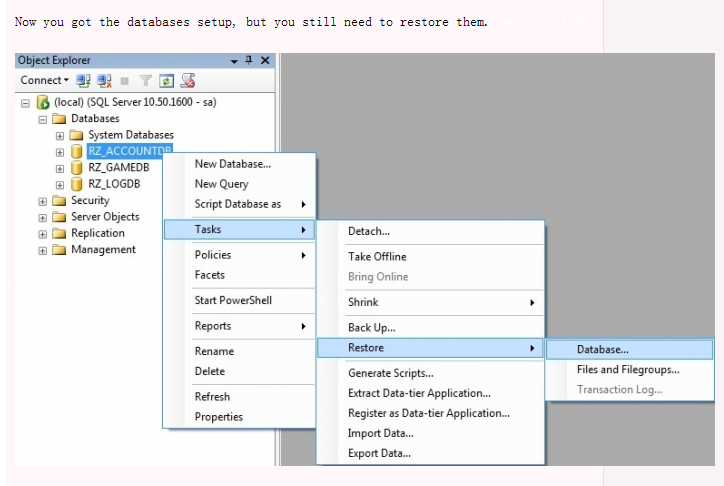 Now you got the databases setup, but you still need to restore them.
Object Explorer
Connect
(local) (SQL Server 10.50.1600 - sa)
Databases
System Databases
RZ_ACCOUNTDB
RZ_GAMEDB
RZ_LOGDB
Security
Server Objects
Replication
Management
New Database...
New Query
Script Database as
Tasks
Policies
Facets
Start PowerShell
Reports
Rename
Delete
Refresh
Properties
Detach...
Take Offline
Bring Online
Shrink
Back Up...
Restore
Generate Scripts...
Extract Data-tier Application...
Register as Data-tier Application...
Import Data...
Export Data...
Database...
Files and Filegroups...
Transaction Log...